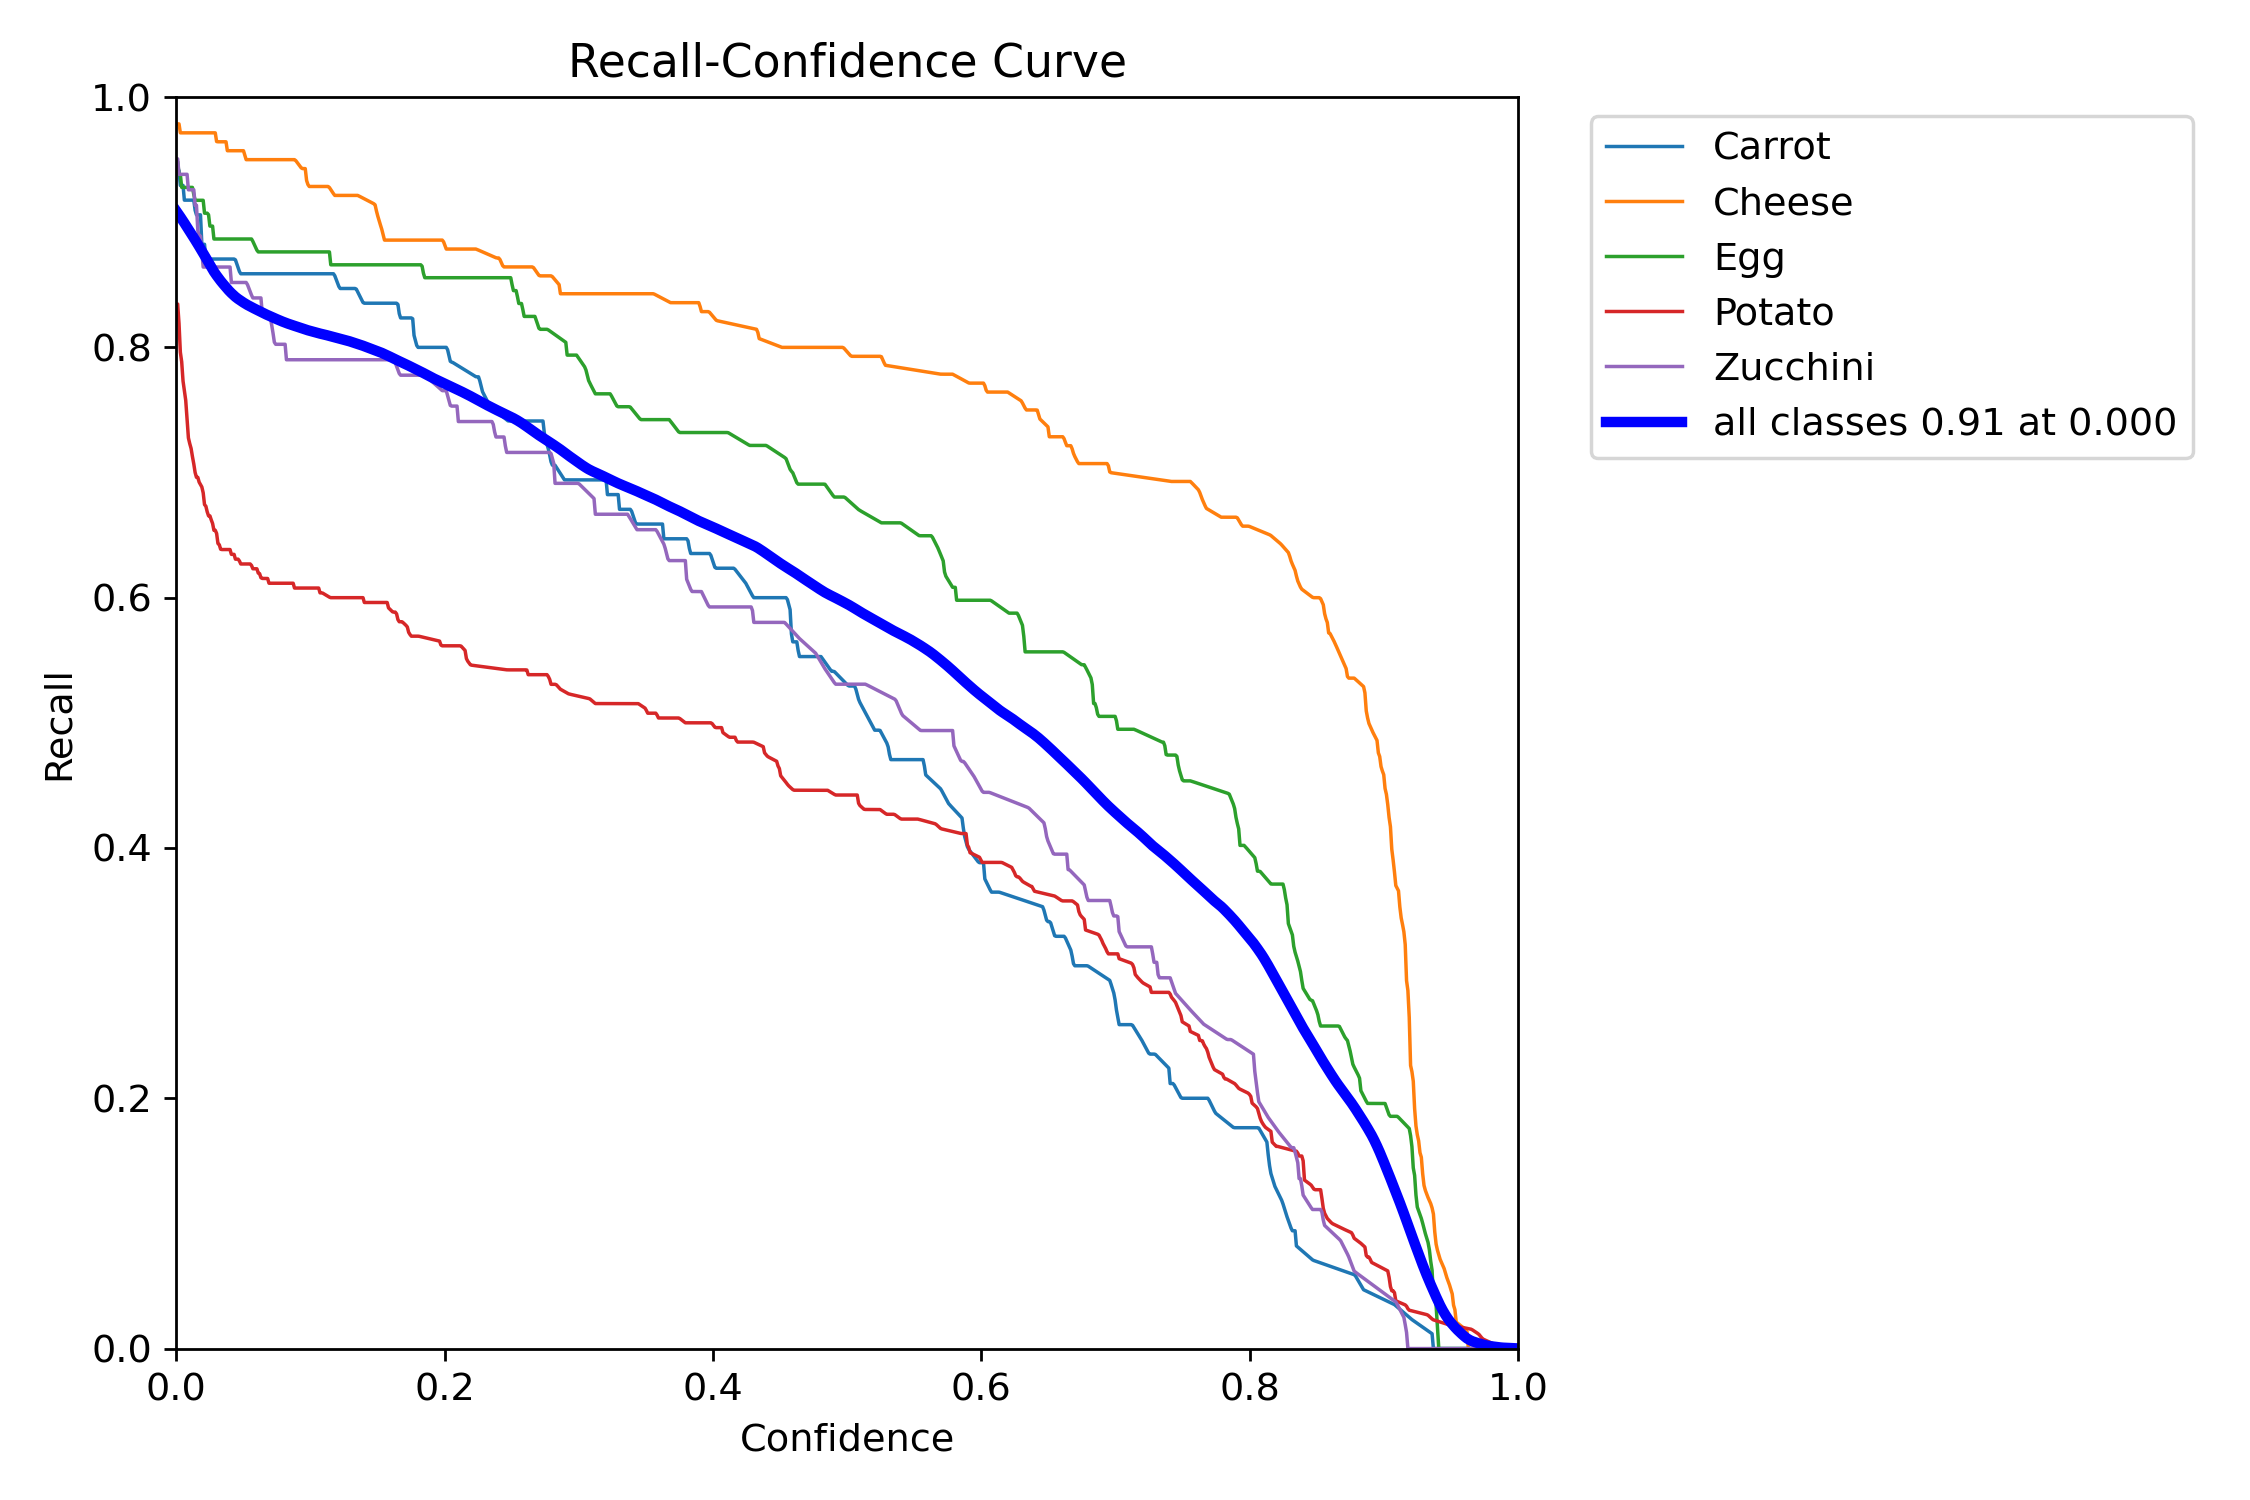 Recall-Confidence Curve
1.0
0.8
0.6
0.4
0.2
0.0
Recall
0.0 0.2 0.4 0.6 0.8 1.0
Confidence
Carrot
Cheese
Egg
Potato
Zucchini
all classes 0.91 at 0.000